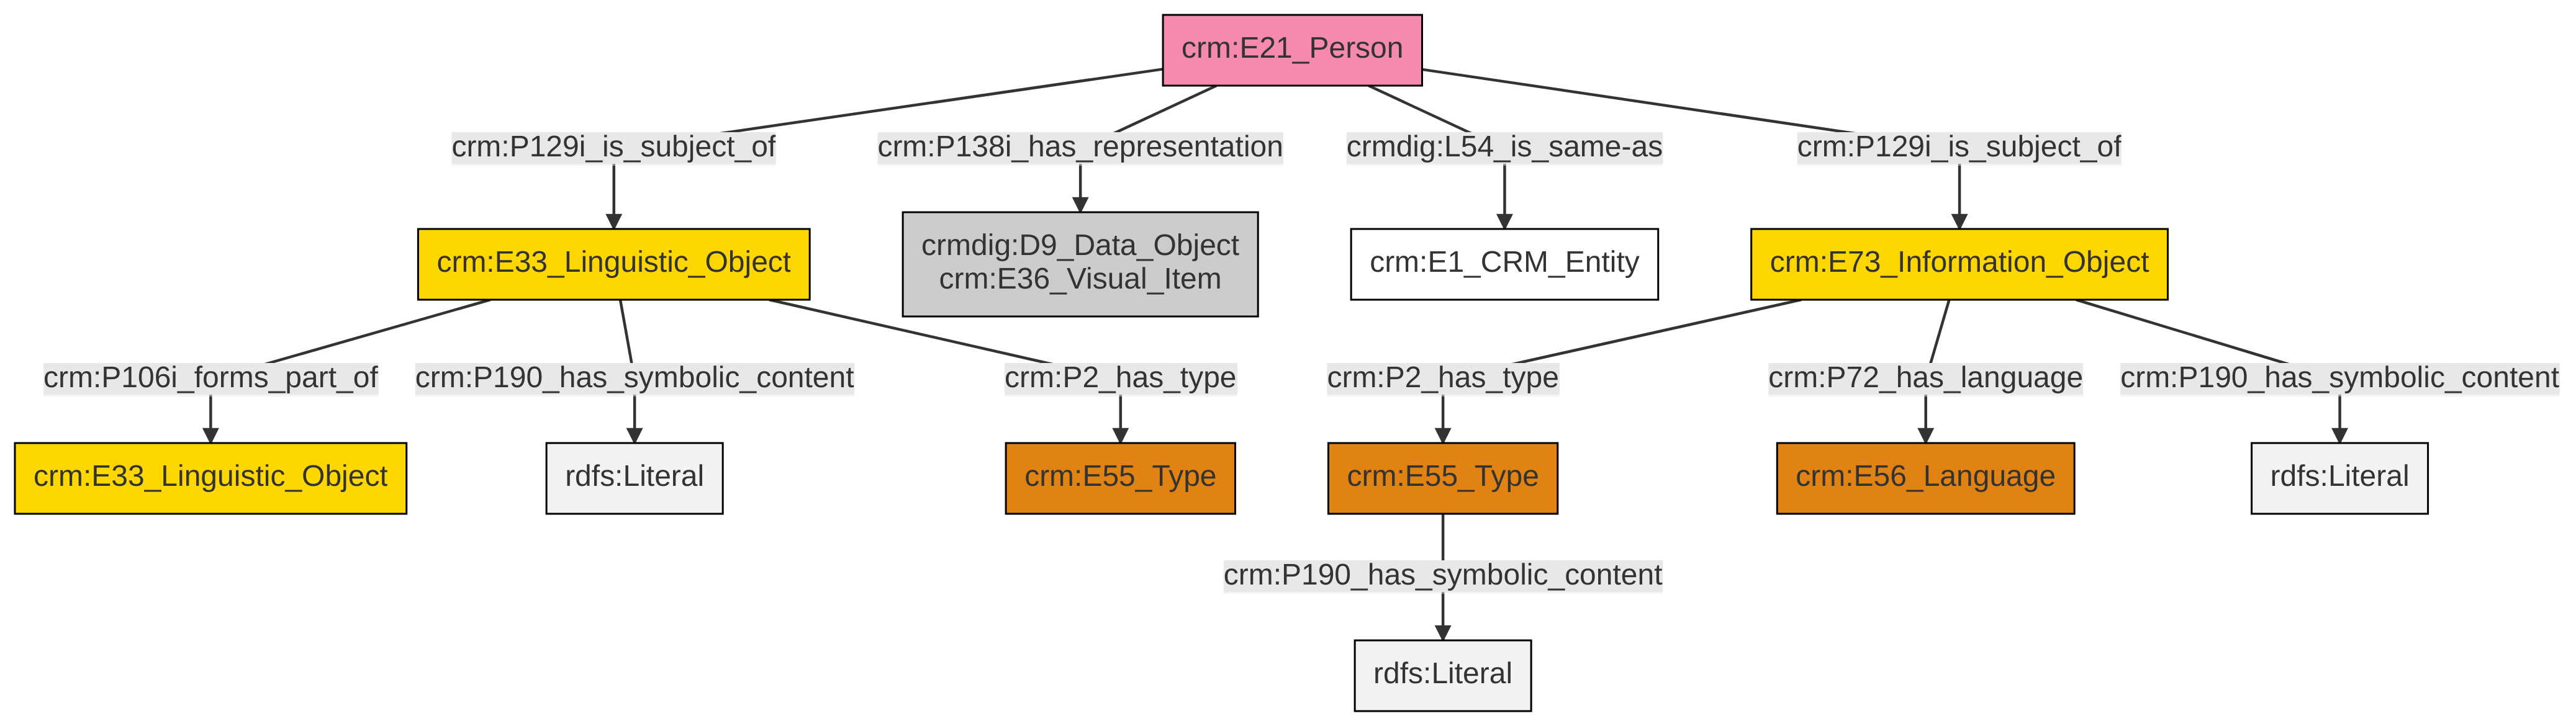 crm:E21_Person
crm:P129i_is_subject_of
crm:P138i_has_representation
crmdig:L54_is_same-as
crm:P129i_is_subject_of
crm:E33_Linguistic_Object
crmdig:D9_Data_Object
crm:E36_Visual_Item
crm:E1_CRM_Entity
crm:E73_Information_Object
crm:P106i_forms_part_of
crm:P190_has_symbolic_content
crm:P2_has_type
crm:P2_has_type
crm:P72_has_language
crm:P190_has_symbolic_content
crm:E33_Linguistic_Object
rdfs:Literal
crm:E55_Type
crm:E55_Type
crm:E56_Language
rdfs:Literal
crm:P190_has_symbolic_content
rdfs:Literal